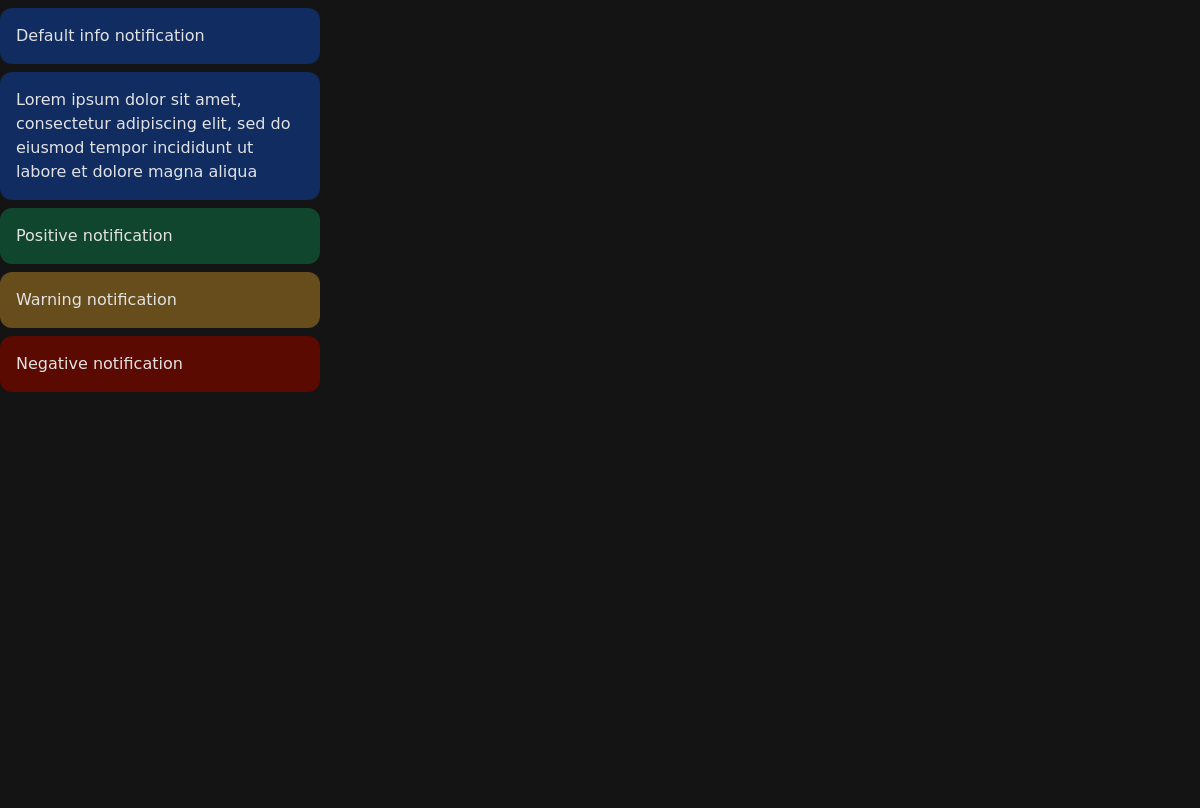 Default info notification
Lorem ipsum dolor sit amet,
consectetur adipiscing elit, sed do
eiusmod tempor incididunt ut
labore et dolore magna aliqua
Positive notification
Warning notification
Negative notification